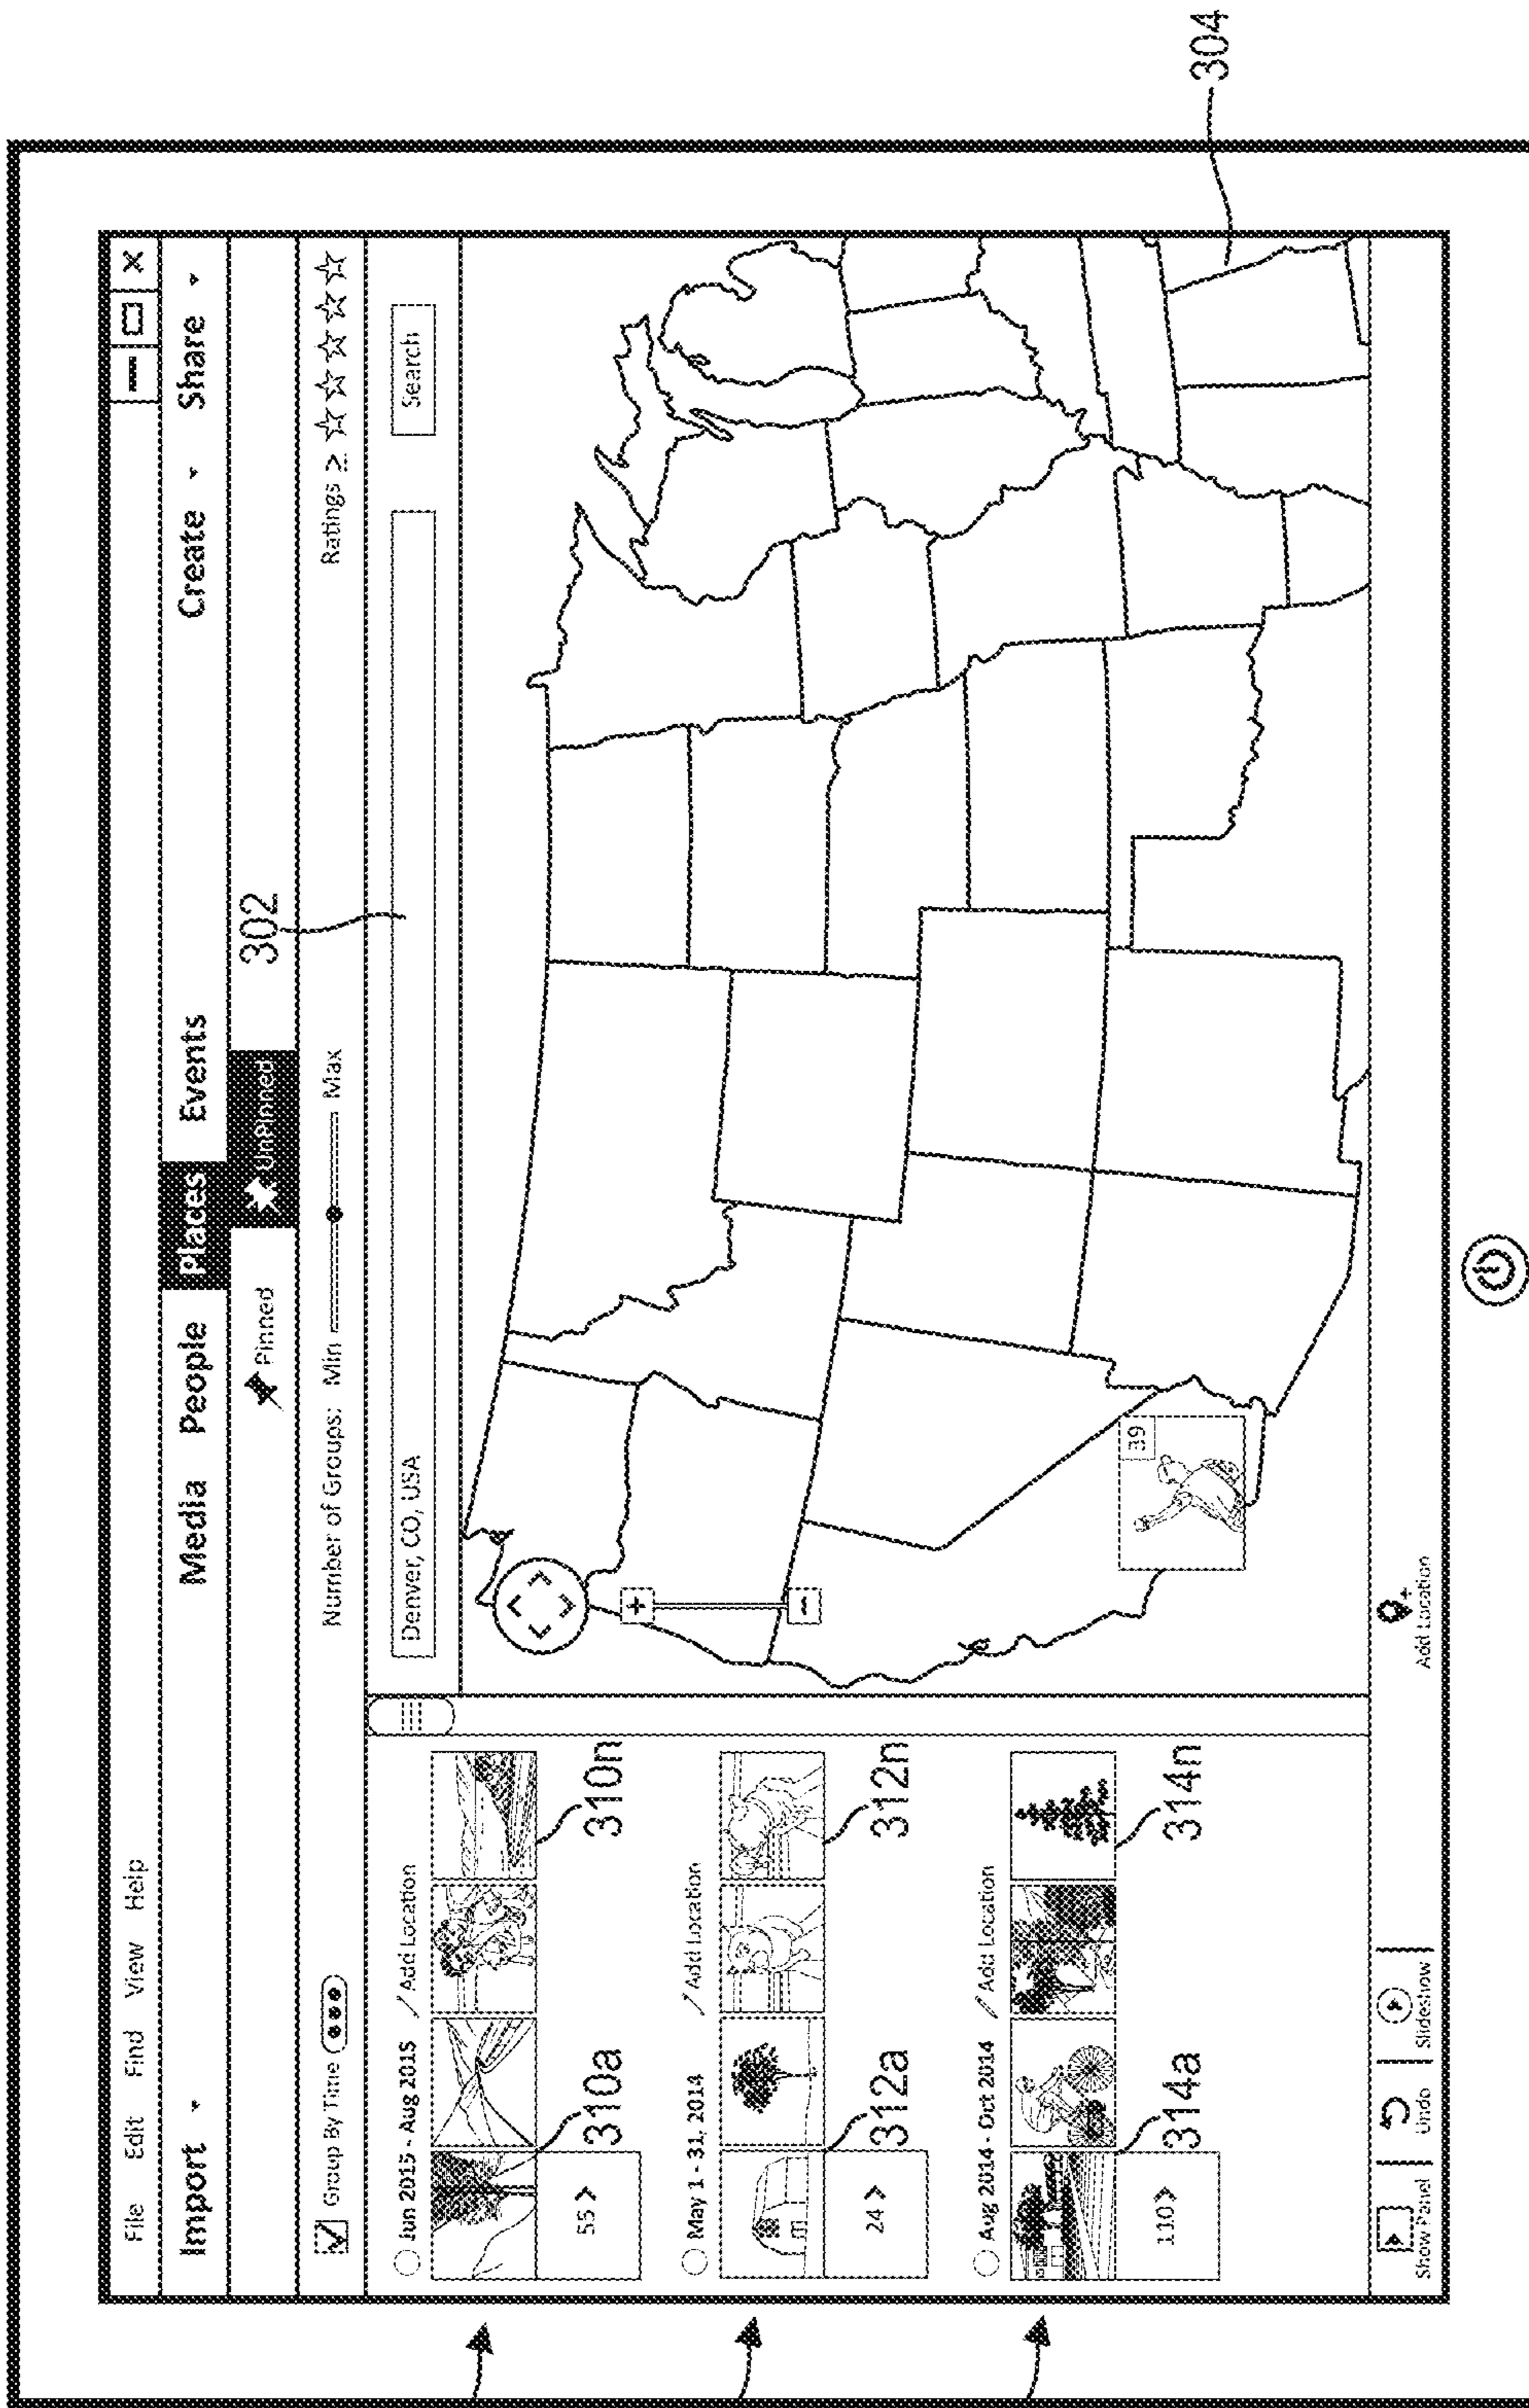 File Edit Find View Help
Import Media People Places Events Create Share
Pinned UnPinned
302
Group By Time Number of Groups: Min Max Ratings ≥
Denver, CO, USA Search
Jun 2015 - Aug 2015 Add Location
310a 310n
55 >
May 1 - 31, 2014 Add Location
312a 312n
24 >
Aug 2014 - Oct 2014 Add Location
314a 314n
110 >
39
304
Show Panel Undo Slideshow Add Location